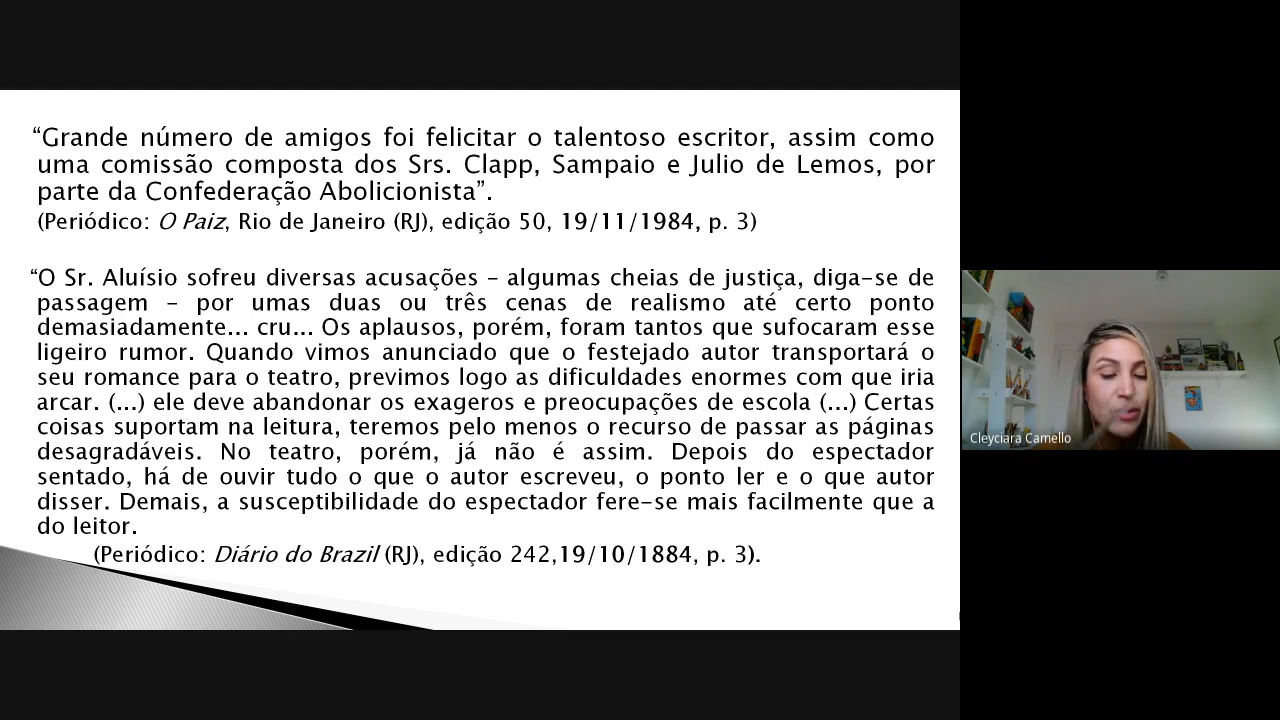 “Grande número de amigos foi felicitar o talentoso escritor, assim como
uma comissão composta dos Srs. Clapp, Sampaio e Julio de Lemos, por
parte da Confederação Abolicionista”.
(Periódico: O Paiz, Rio de Janeiro (RJ), edição 50, 19/11/1984, p. 3)
“O Sr. Aluísio sofreu diversas acusações – algumas cheias de justiça, diga-se de
passagem – por umas duas ou três cenas de realismo até certo ponto
demasiadamente... cru... Os aplausos, porém, foram tantos que sufocaram esse
ligeiro rumor. Quando vimos anunciado que o festejado autor transportará o
seu romance para o teatro, previmos logo as dificuldades enormes com que iria
arcar. (...) ele deve abandonar os exageros e preocupações de escola (...) Certas
coisas suportam na leitura, teremos pelo menos o recurso de passar as páginas
desagradáveis. No teatro, porém, já não é assim. Depois do espectador
sentado, há de ouvir tudo o que o autor escreveu, o ponto ler e o que autor
disser. Demais, a susceptibilidade do espectador fere-se mais facilmente que a
do leitor.
(Periódico: Diário do Brazil (RJ), edição 242,19/10/1884, p. 3).
Cleyciara Camello